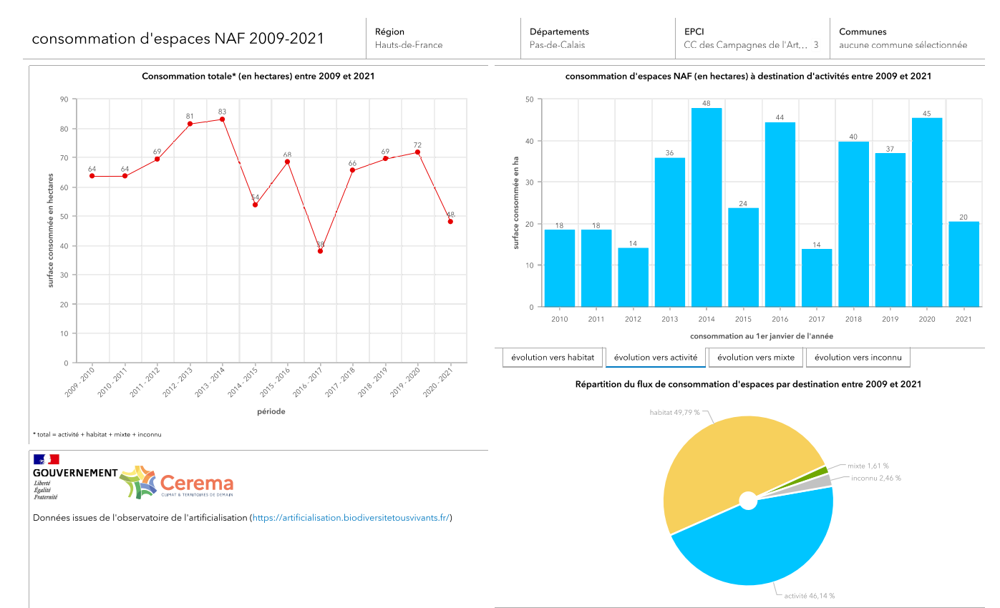 consommation d'espaces NAF 2009-2021
Région
Hauts-de-France
Départements
Pas-de-Calais
EPCI
CC des Campagnes de l'Art... 3
Communes
aucune commune sélectionnée
Consommation totale* (en hectares) entre 2009 et 2021
surface consommée en hectares
90
80
70
60
50
40
30
20
10
0
64
64
69
81
83
54
68
38
66
69
72
48
2009 - 2010
2010 - 2011
2011 - 2012
2012 - 2013
2013 - 2014
2014 - 2015
2015 - 2016
2016 - 2017
2017 - 2018
2018 - 2019
2019 - 2020
2020 - 2021
période
* total = activité + habitat + mixte + inconnu
GOUVERNEMENT
Liberté
Égalité
Fraternité
Cerema
CLIMAT & TERRITOIRES DE DEMAIN
Données issues de l'observatoire de l'artificialisation (https://artificialisation.biodiversitetousvivants.fr/)
consommation d'espaces NAF (en hectares) à destination d'activités entre 2009 et 2021
surface consommée en ha
50
40
30
20
10
0
18
18
14
36
48
24
44
14
40
37
45
20
2010
2011
2012
2013
2014
2015
2016
2017
2018
2019
2020
2021
consommation au 1er janvier de l'année
évolution vers habitat
évolution vers activité
évolution vers mixte
évolution vers inconnu
Répartition du flux de consommation d'espaces par destination entre 2009 et 2021
habitat 49,79 %
mixte 1,61 %
inconnu 2,46 %
activité 46,14 %